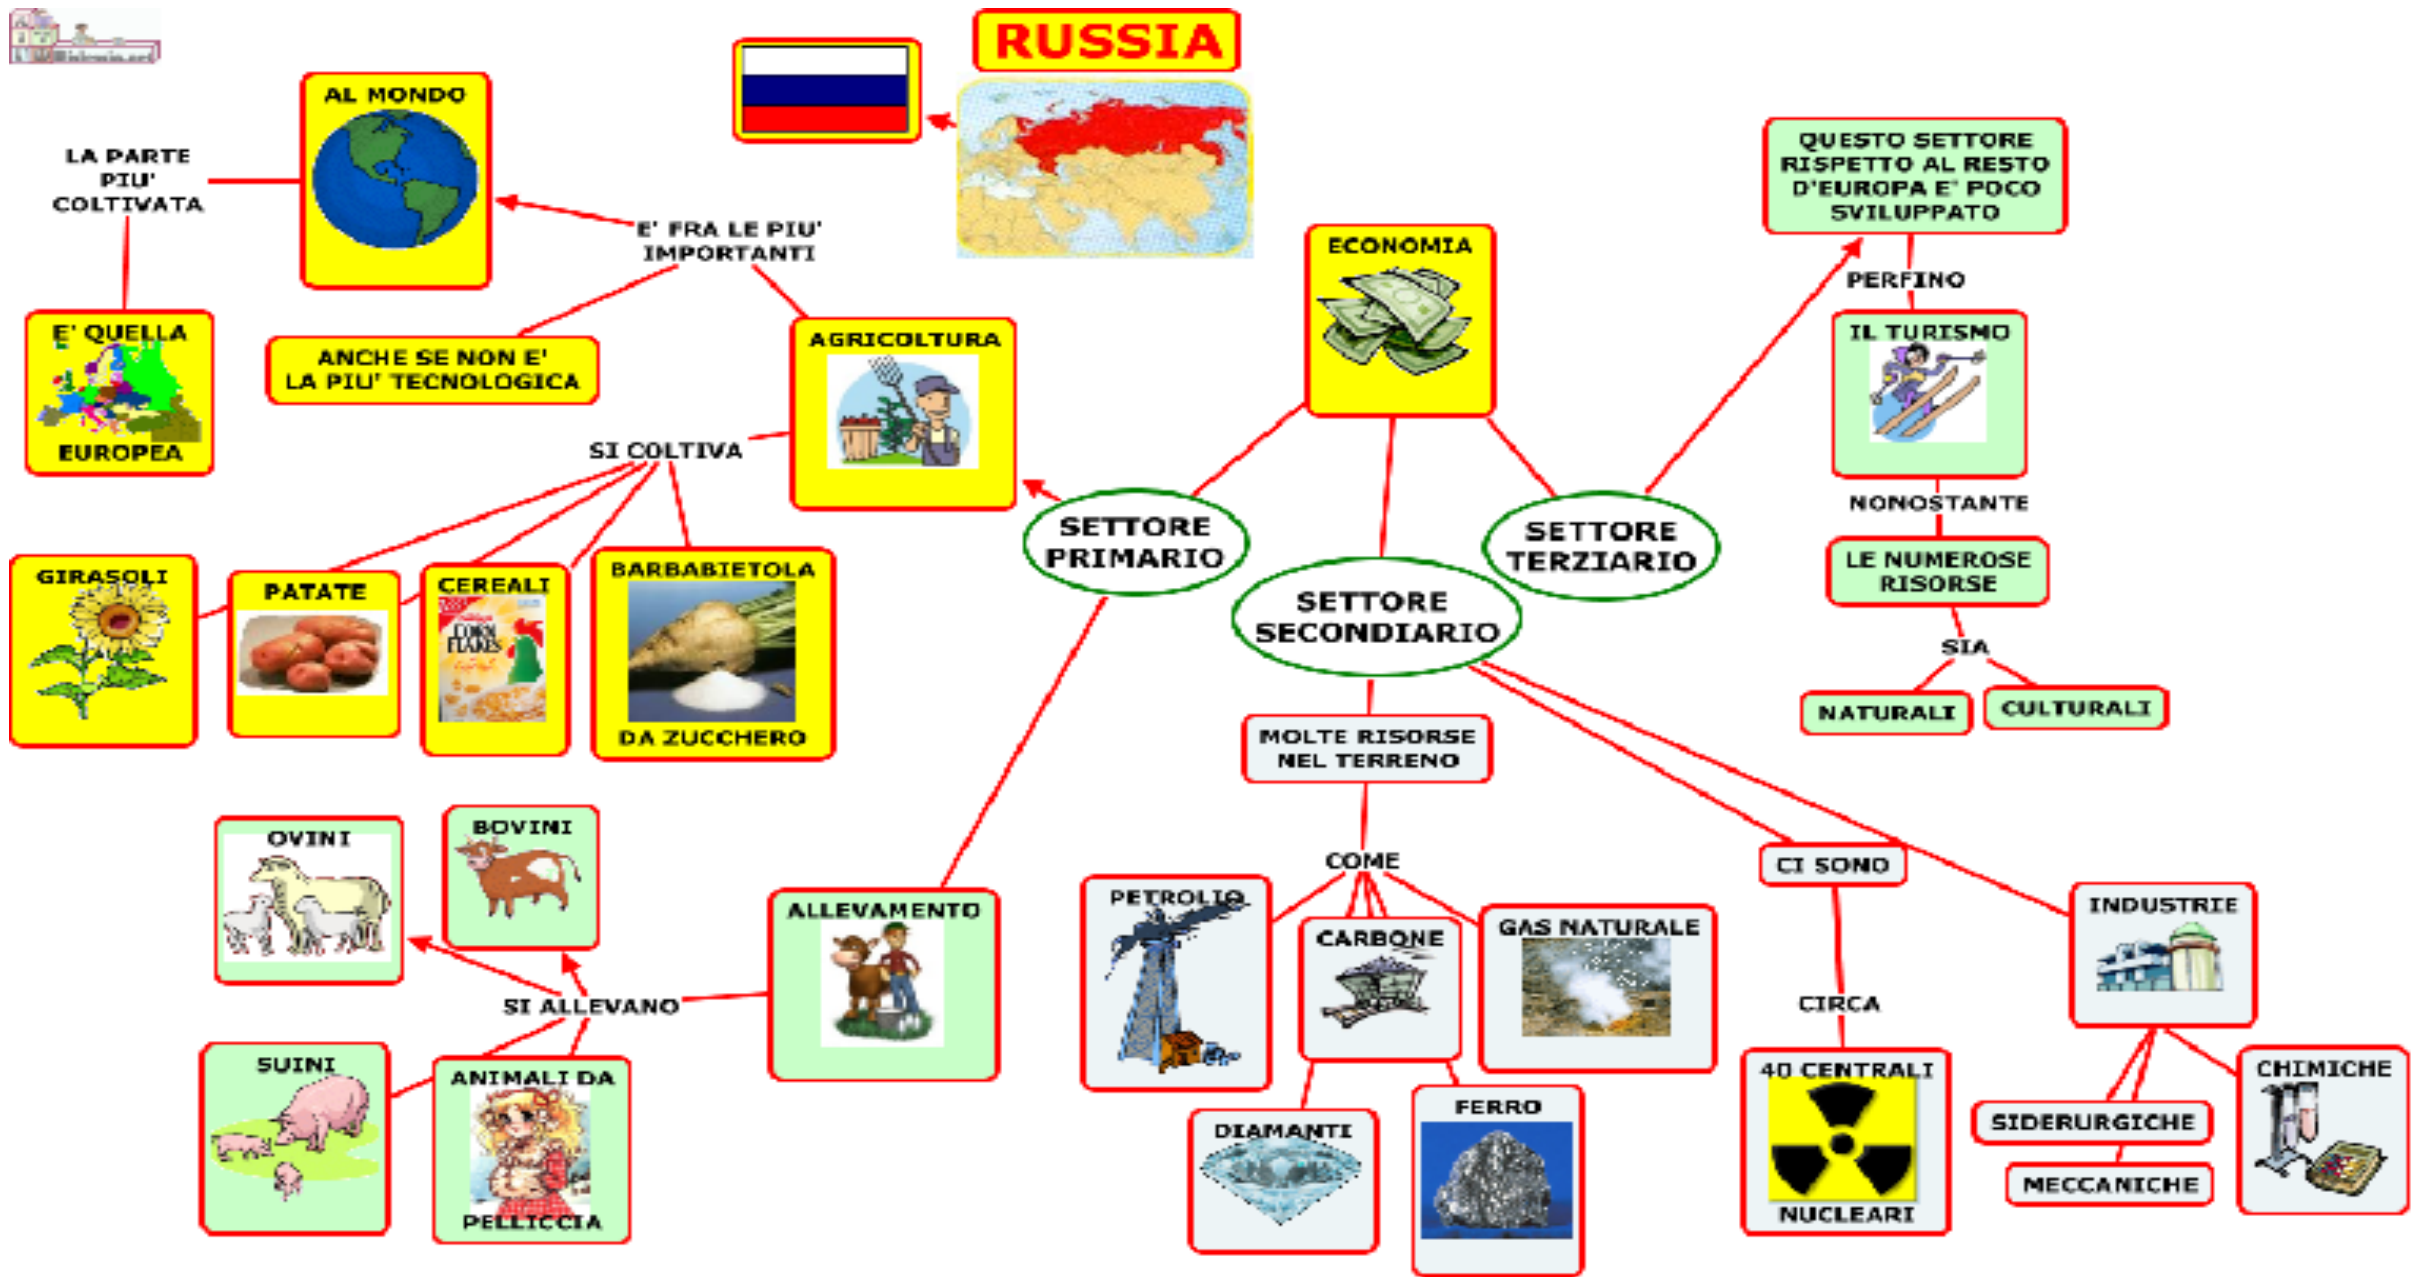 RUSSIA
AL MONDO
LA PARTE
PIU'
COLTIVATA
E' FRA LE PIU'
IMPORTANTI
E' QUELLA
EUROPEA
ANCHE SE NON E'
LA PIU' TECNOLOGICA
AGRICOLTURA
SI COLTIVA
GIRASOLI
PATATE
CEREALI
CORN
FLAKES
BARBABIETOLA
DA ZUCCHERO
ECONOMIA
SETTORE
PRIMARIO
SETTORE
SECONDIARIO
SETTORE
TERZIARIO
QUESTO SETTORE
RISPETTO AL RESTO
D'EUROPA E' POCO
SVILUPPATO
PERFINO
IL TURISMO
NONOSTANTE
LE NUMEROSE
RISORSE
SIA
NATURALI
CULTURALI
OVINI
BOVINI
ALLEVAMENTO
SI ALLEVANO
SUINI
ANIMALI DA
PELLICCIA
MOLTE RISORSE
NEL TERRENO
COME
PETROLIO
CARBONE
GAS NATURALE
DIAMANTI
FERRO
CI SONO
CIRCA
40 CENTRALI
NUCLEARI
INDUSTRIE
SIDERURGICHE
MECCANICHE
CHIMICHE